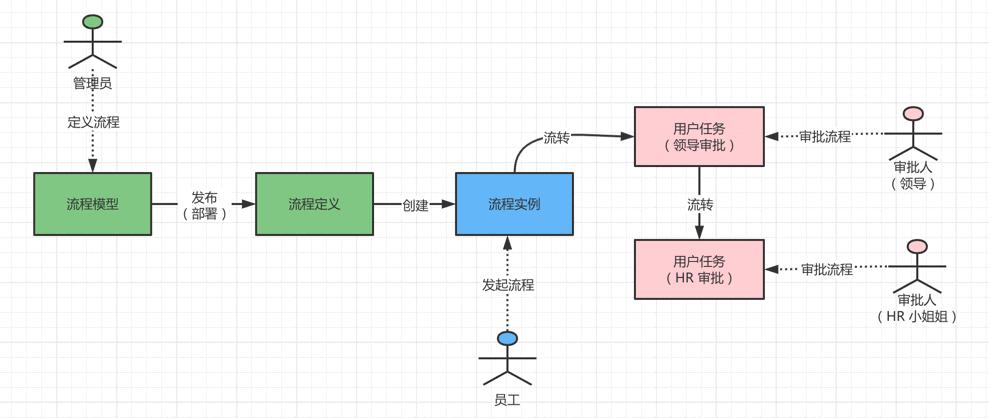 管理员
定义流程
流程模型
发布
（部署）
流程定义
创建
流程实例
发起流程
员工
流转
用户任务
（领导审批）
审批流程
审批人
（领导）
流转
用户任务
（HR 审批）
审批流程
审批人
（HR 小姐姐）